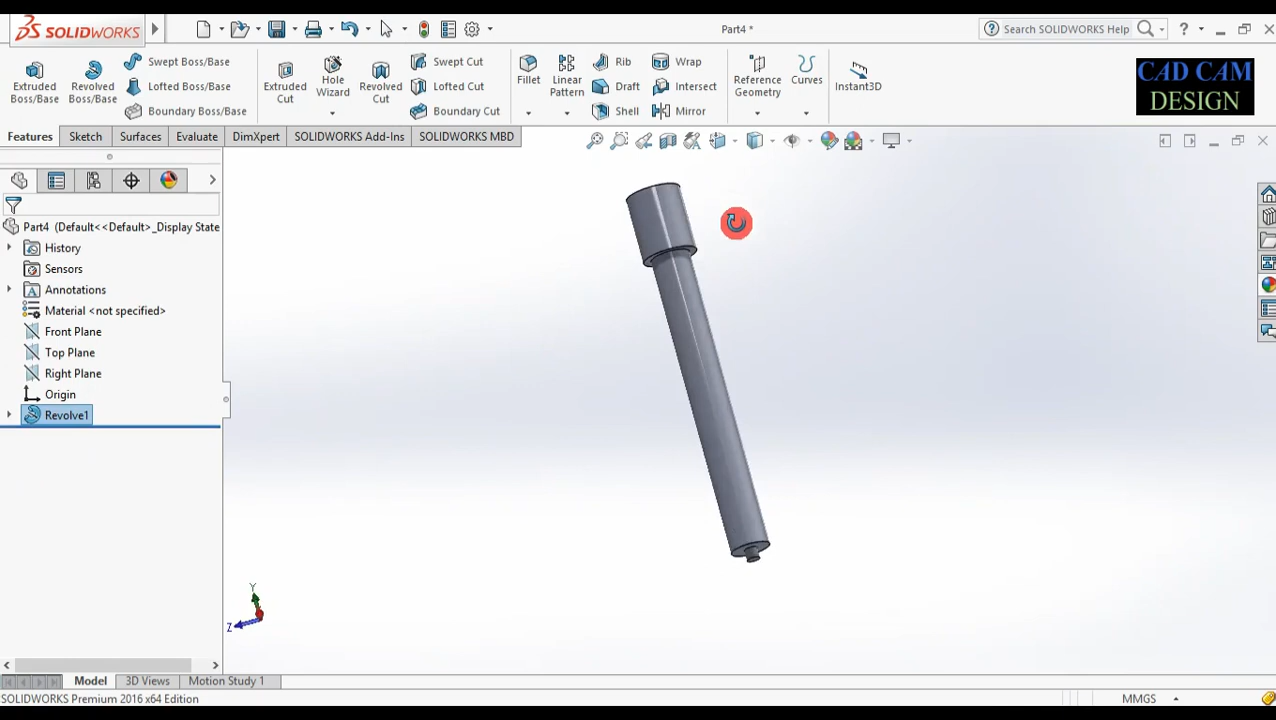 SOLIDWORKS
Part4 *
Search SOLIDWORKS Help
?
Extruded Boss/Base
Revolved Boss/Base
Swept Boss/Base
Lofted Boss/Base
Boundary Boss/Base
Extruded Cut
Hole Wizard
Revolved Cut
Swept Cut
Lofted Cut
Boundary Cut
Fillet
Linear Pattern
Rib
Draft
Shell
Wrap
Intersect
Mirror
Reference Geometry
Curves
Instant3D
CAD CAM
DESIGN
Features
Sketch
Surfaces
Evaluate
DimXpert
SOLIDWORKS Add-Ins
SOLIDWORKS MBD
Part4 (Default<<Default>_Display State
History
Sensors
Annotations
Material <not specified>
Front Plane
Top Plane
Right Plane
Origin
Revolve1
Y
Z
Model
3D Views
Motion Study 1
SOLIDWORKS Premium 2016 x64 Edition
MMGS